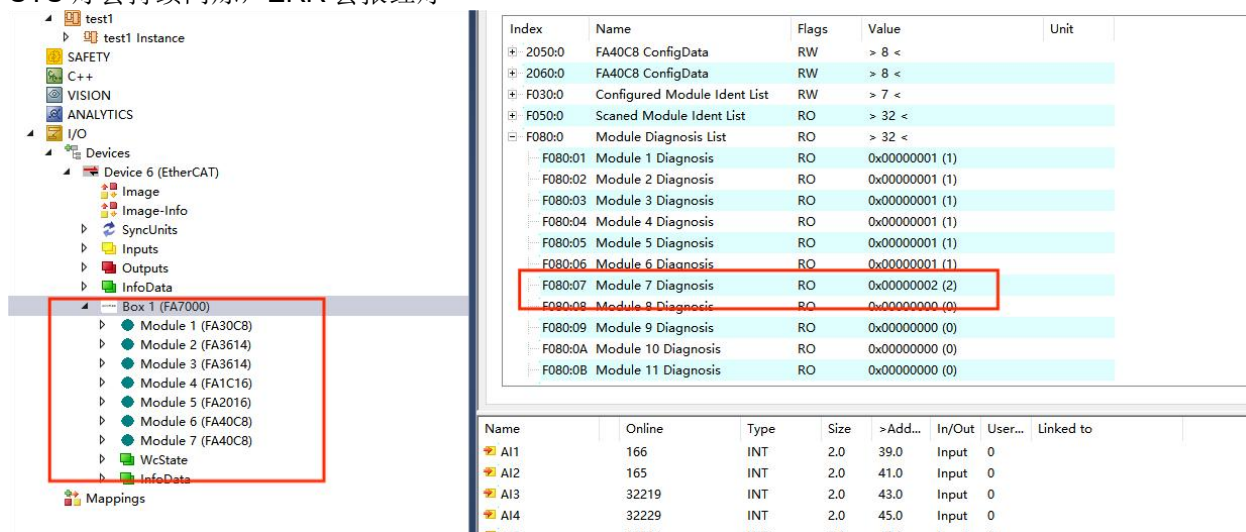 test1
test1 Instance
SAFETY
C++
VISION
ANALYTICS
I/O
Devices
Device 6 (EtherCAT)
Image
Image-Info
SyncUnits
Inputs
Outputs
InfoData
Box 1 (FA7000)
Module 1 (FA30C8)
Module 2 (FA3614)
Module 3 (FA3614)
Module 4 (FA1C16)
Module 5 (FA2016)
Module 6 (FA40C8)
Module 7 (FA40C8)
WcState
InfoData
Mappings
Index Name Flags Value Unit
2050:0 FA40C8 ConfigData RW > 8 <
2060:0 FA40C8 ConfigData RW > 8 <
F030:0 Configured Module Ident List RW > 7 <
F050:0 Scaned Module Ident List RO > 32 <
F080:0 Module Diagnosis List RO > 32 <
F080:01 Module 1 Diagnosis RO 0x00000001 (1)
F080:02 Module 2 Diagnosis RO 0x00000001 (1)
F080:03 Module 3 Diagnosis RO 0x00000001 (1)
F080:04 Module 4 Diagnosis RO 0x00000001 (1)
F080:05 Module 5 Diagnosis RO 0x00000001 (1)
F080:06 Module 6 Diagnosis RO 0x00000001 (1)
F080:07 Module 7 Diagnosis RO 0x00000002 (2)
F080:08 Module 8 Diagnosis RO 0x00000000 (0)
F080:09 Module 9 Diagnosis RO 0x00000000 (0)
F080:0A Module 10 Diagnosis RO 0x00000000 (0)
F080:0B Module 11 Diagnosis RO 0x00000000 (0)
Name Online Type Size >Add... In/Out User... Linked to
AI1 166 INT 2.0 39.0 Input 0
AI2 165 INT 2.0 41.0 Input 0
AI3 32219 INT 2.0 43.0 Input 0
AI4 32229 INT 2.0 45.0 Input 0